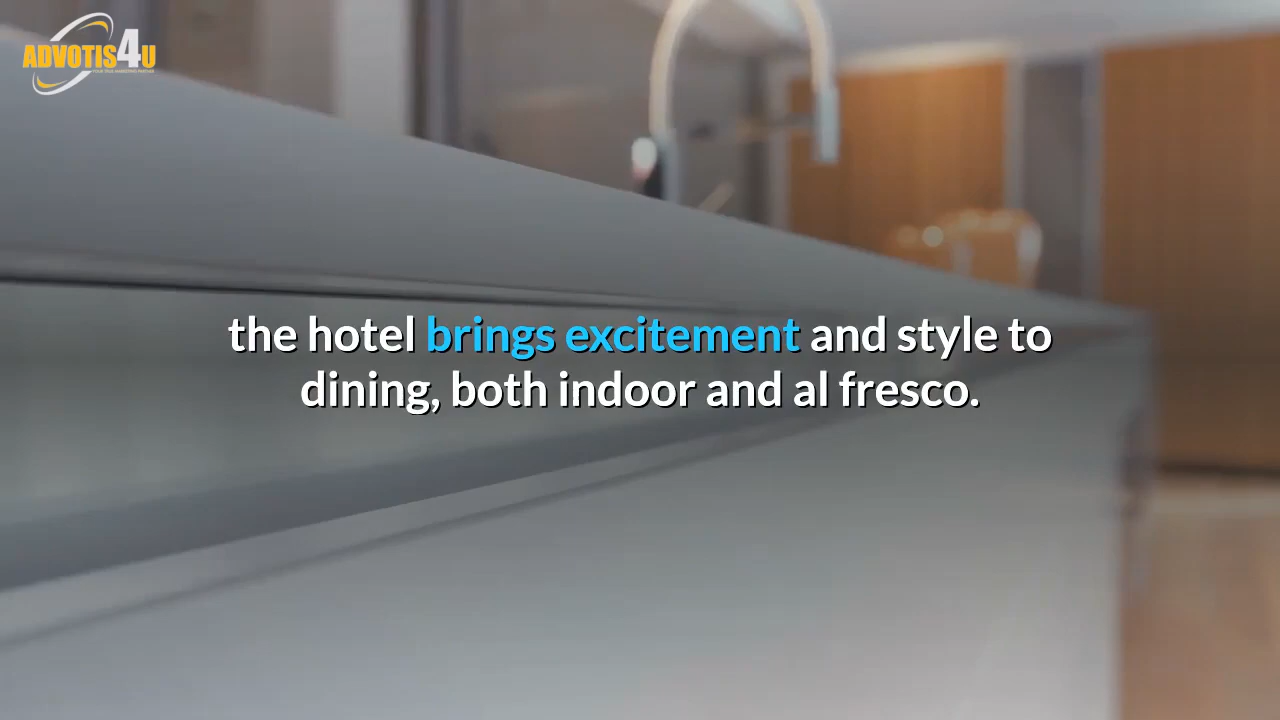 ADVOTIS4U
the hotel brings excitement and style to
dining, both indoor and al fresco.